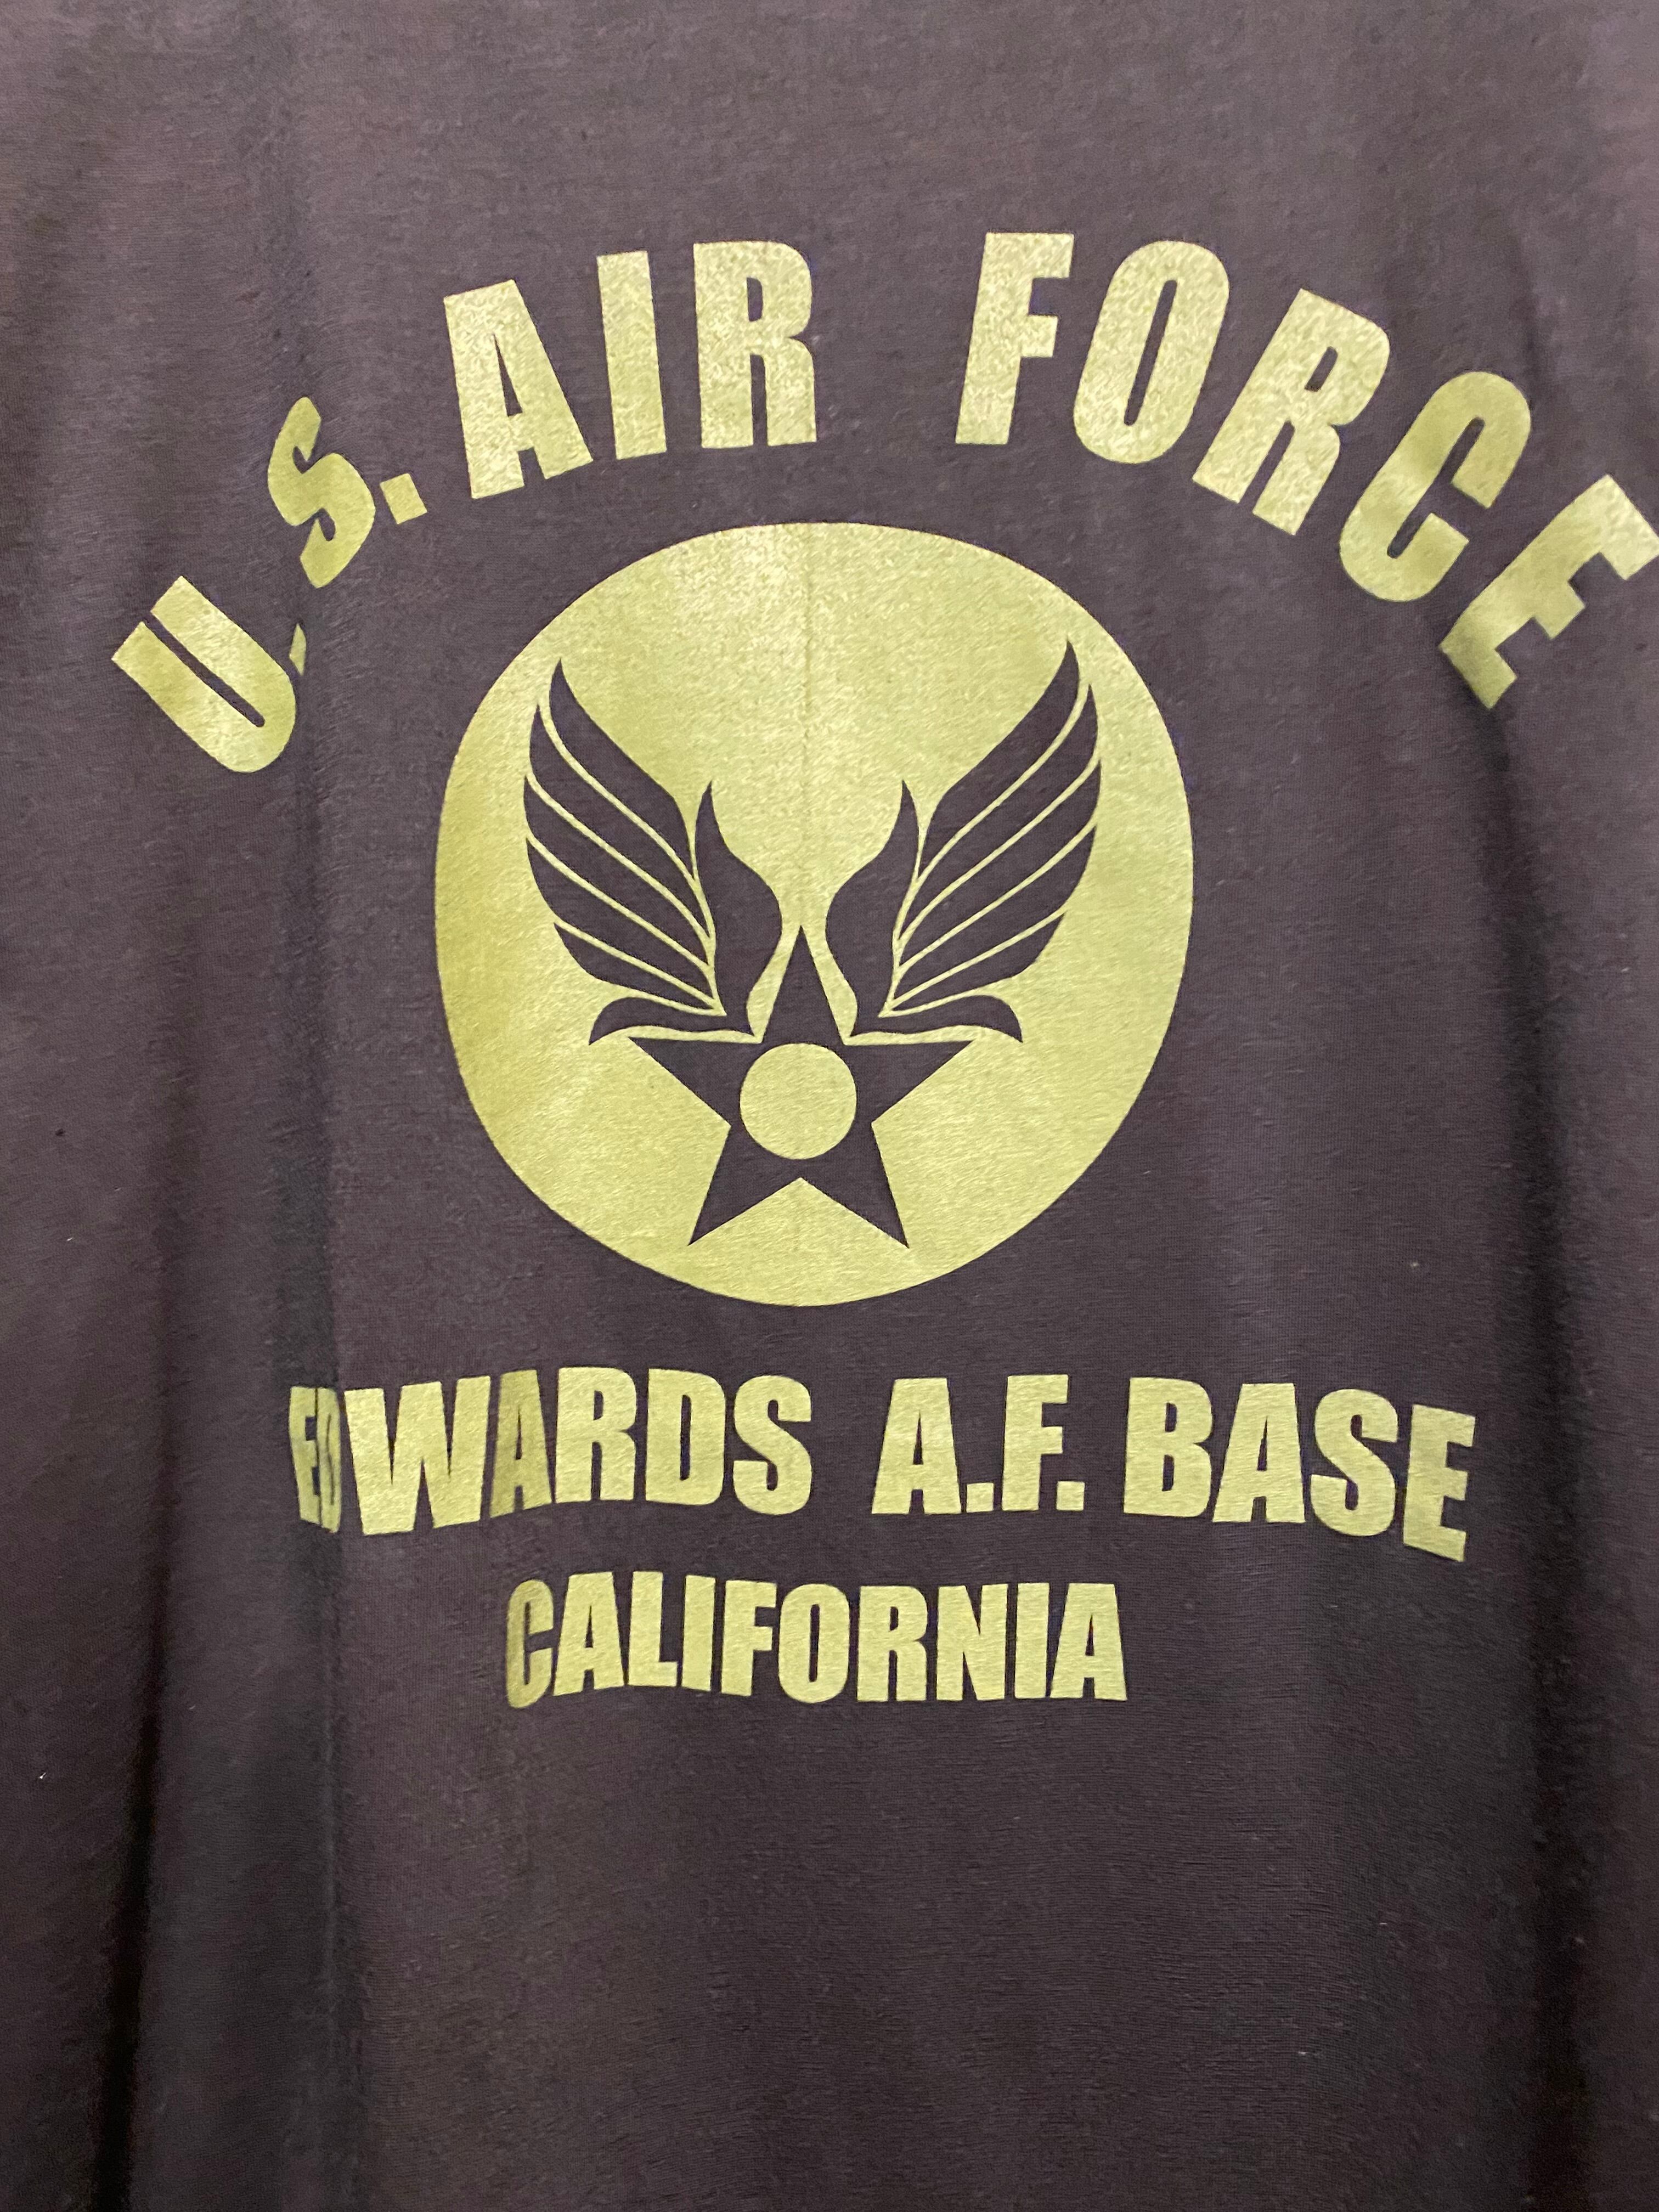 U.S. AIR FORCE
EDWARDS A.F. BASE
CALIFORNIA